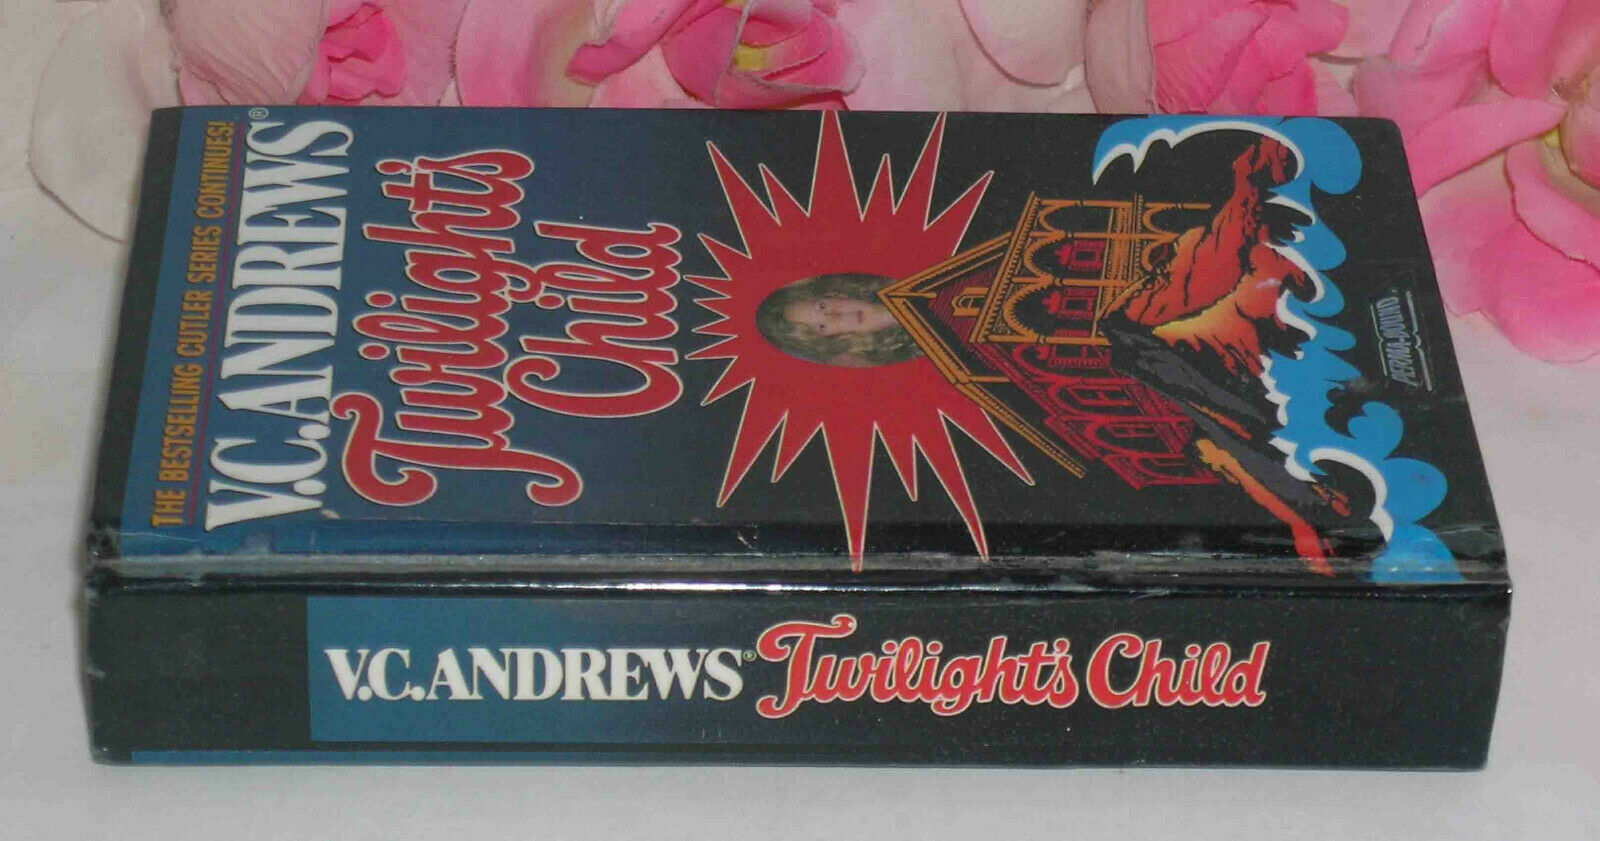 THE BESTSELLING CUTLER SERIES CONTINUES!
V.C. ANDREWS®
Twilight's
Child
PERMA-BOUND®
V.C. ANDREWS® Twilight's Child